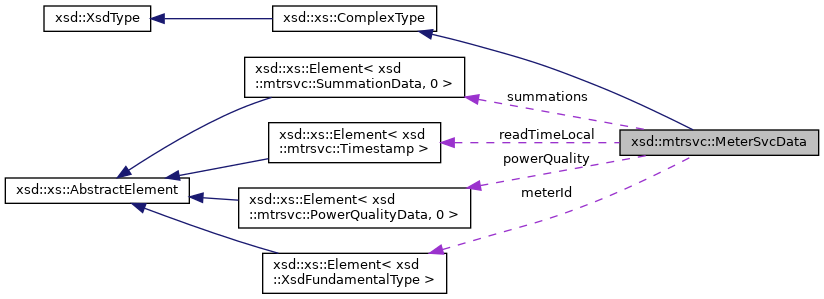 xsd::XsdType
xsd::xs::ComplexType
xsd::xs::Element< xsd
::mtrsvc::SummationData, 0 >
summations
xsd::xs::Element< xsd
::mtrsvc::Timestamp >
readTimeLocal
xsd::mtrsvc::MeterSvcData
powerQuality
xsd::xs::AbstractElement
xsd::xs::Element< xsd
::mtrsvc::PowerQualityData, 0 >
meterId
xsd::xs::Element< xsd
::XsdFundamentalType >